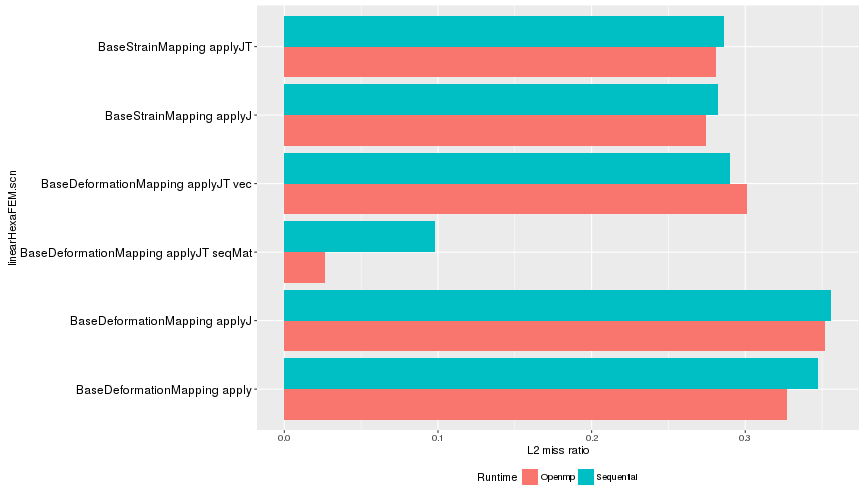 BaseStrainMapping applyJT
BaseStrainMapping applyJ
BaseDeformationMapping applyJT vec
BaseDeformationMapping applyJT seqMat
BaseDeformationMapping applyJ
BaseDeformationMapping apply
linearHexaFEM.scn
0.0 0.1 0.2 0.3
L2 miss ratio
Runtime Openmp Sequential